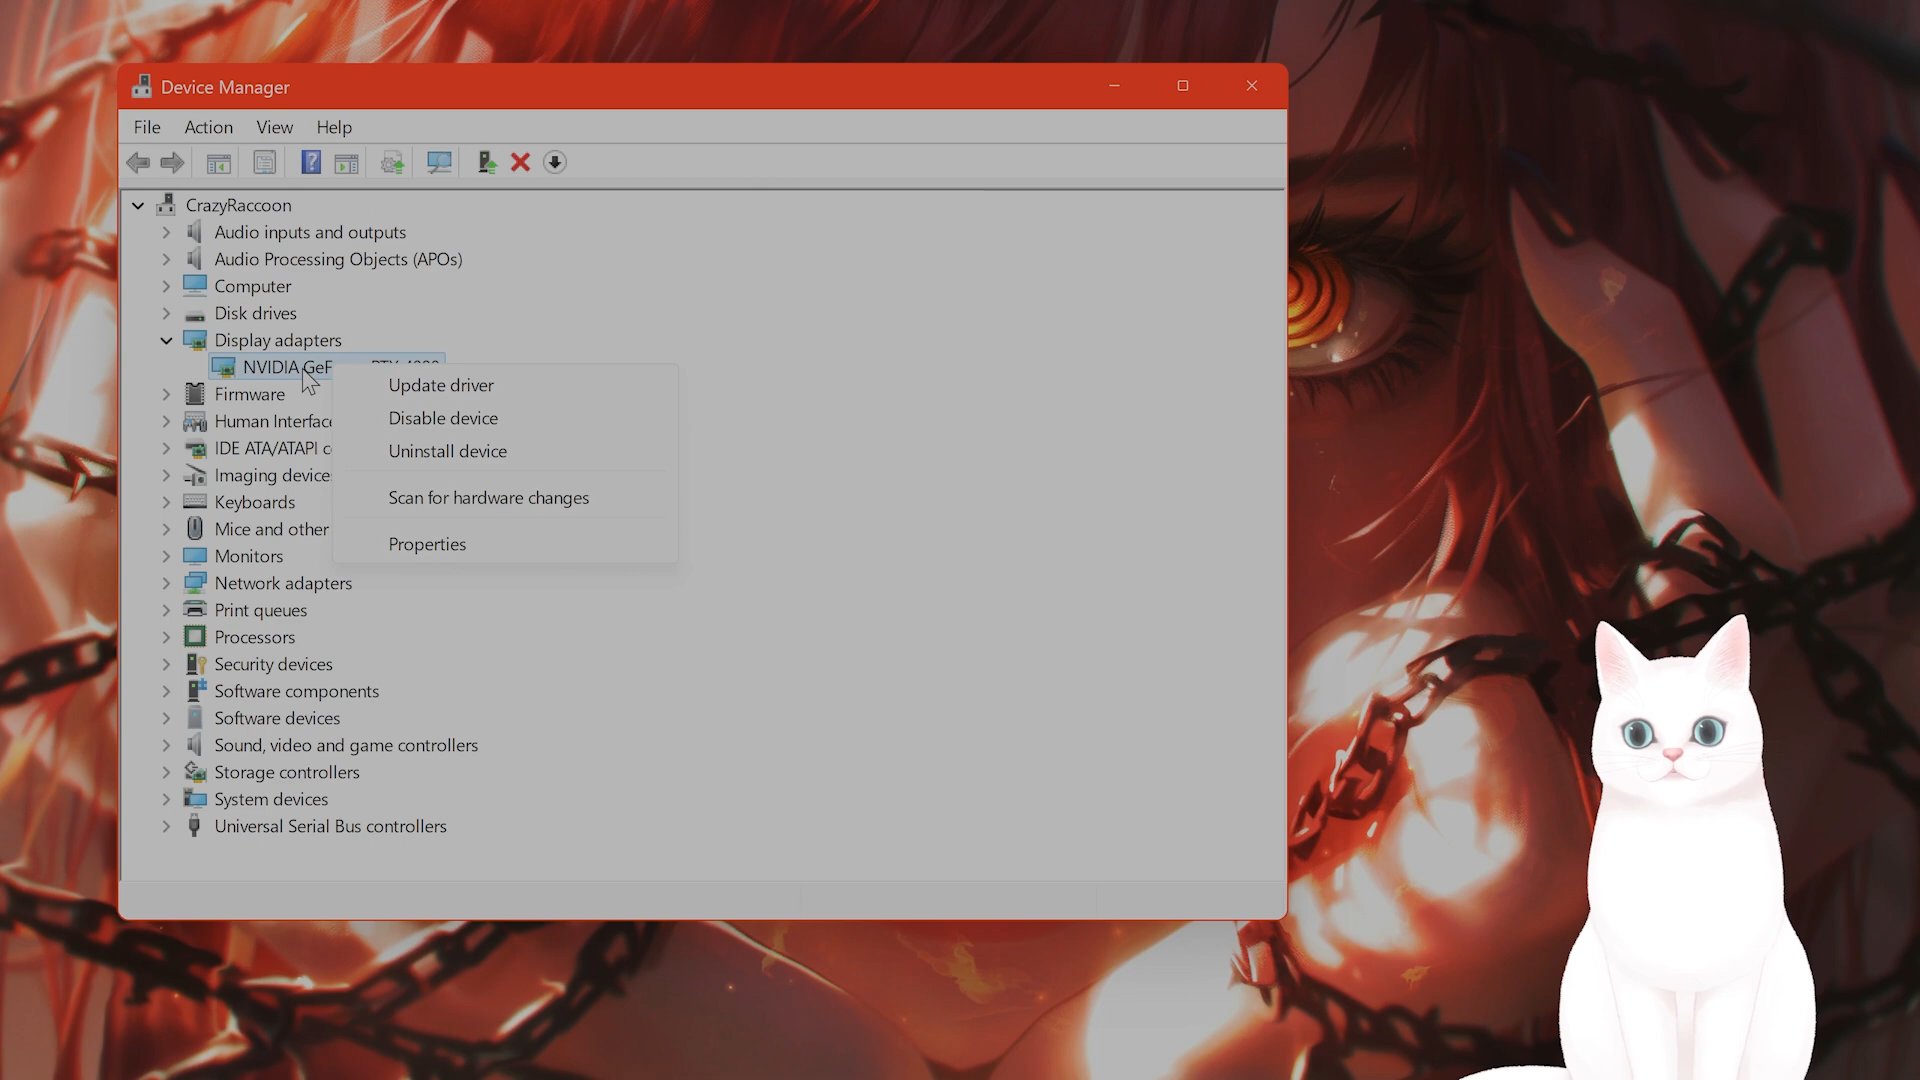 Device Manager
File Action View Help
CrazyRaccoon
Audio inputs and outputs
Audio Processing Objects (APOs)
Computer
Disk drives
Display adapters
NVIDIA GeF
Update driver
Firmware
Disable device
Human Interface
Uninstall device
IDE ATA/ATAPI c
Imaging device
Scan for hardware changes
Keyboards
Mice and other
Properties
Monitors
Network adapters
Print queues
Processors
Security devices
Software components
Software devices
Sound, video and game controllers
Storage controllers
System devices
Universal Serial Bus controllers